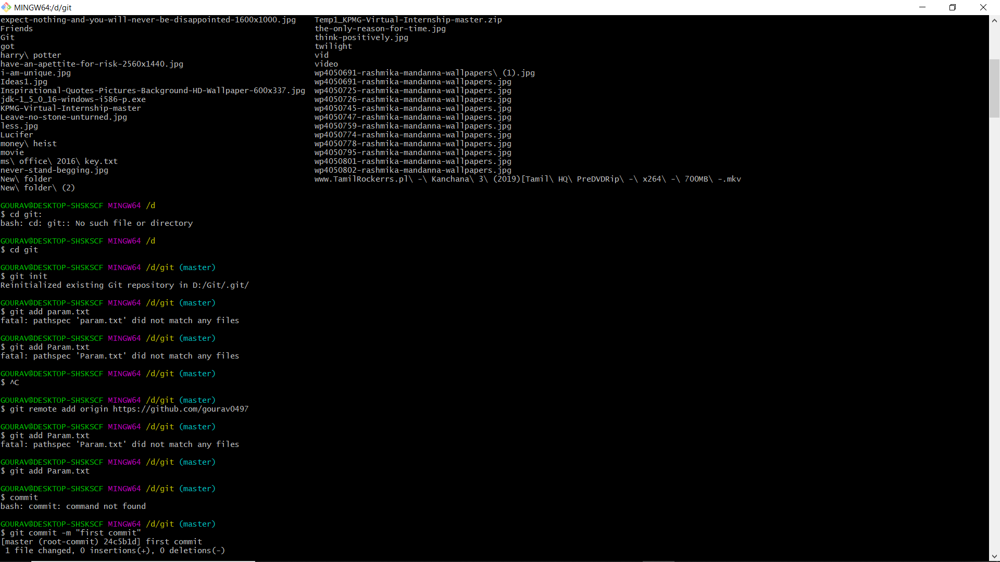 MINGW64:/d/git
expect-nothing-and-you-will-never-be-disappointed-1600x1000.jpg    Temp1_KPMG-Virtual-Internship-master.zip
Friends    the-only-reason-for-time.jpg
Git    think-positively.jpg
got    twilight
harry\ potter    vid
have-an-apettite-for-risk-2560x1440.jpg    video
i-am-unique.jpg    wp4050691-rashmika-mandanna-wallpapers\ (1).jpg
Ideas1.jpg    wp4050691-rashmika-mandanna-wallpapers.jpg
Inspirational-Quotes-Pictures-Background-HD-Wallpaper-600x337.jpg    wp4050725-rashmika-mandanna-wallpapers.jpg
jdk-1_5_0_16-windows-i586-p.exe    wp4050726-rashmika-mandanna-wallpapers.jpg
KPMG-Virtual-Internship-master    wp4050745-rashmika-mandanna-wallpapers.jpg
Leave-no-stone-unturned.jpg    wp4050747-rashmika-mandanna-wallpapers.jpg
less.jpg    wp4050759-rashmika-mandanna-wallpapers.jpg
Lucifer    wp4050774-rashmika-mandanna-wallpapers.jpg
money\ heist    wp4050778-rashmika-mandanna-wallpapers.jpg
movie    wp4050795-rashmika-mandanna-wallpapers.jpg
ms\ office\ 2016\ key.txt    wp4050801-rashmika-mandanna-wallpapers.jpg
never-stand-begging.jpg    wp4050802-rashmika-mandanna-wallpapers.jpg
New\ folder    www.TamilRockerrs.pl\ -\ Kanchana\ 3\ (2019)[Tamil\ HQ\ PreDVDRip\ -\ x264\ -\ 700MB\ -.mkv
New\ folder\ (2)
GOURAV@DESKTOP-SHSKSCF MINGW64 /d
$ cd git:
bash: cd: git:: No such file or directory
GOURAV@DESKTOP-SHSKSCF MINGW64 /d
$ cd git
GOURAV@DESKTOP-SHSKSCF MINGW64 /d/git (master)
$ git init
Reinitialized existing Git repository in D:/Git/.git/
GOURAV@DESKTOP-SHSKSCF MINGW64 /d/git (master)
$ git add param.txt
fatal: pathspec 'param.txt' did not match any files
GOURAV@DESKTOP-SHSKSCF MINGW64 /d/git (master)
$ git add Param.txt
fatal: pathspec 'Param.txt' did not match any files
GOURAV@DESKTOP-SHSKSCF MINGW64 /d/git (master)
$ ^C
GOURAV@DESKTOP-SHSKSCF MINGW64 /d/git (master)
$ git remote add origin https://github.com/gourav0497
GOURAV@DESKTOP-SHSKSCF MINGW64 /d/git (master)
$ git add Param.txt
fatal: pathspec 'Param.txt' did not match any files
GOURAV@DESKTOP-SHSKSCF MINGW64 /d/git (master)
$ git add Param.txt
GOURAV@DESKTOP-SHSKSCF MINGW64 /d/git (master)
$ commit
bash: commit: command not found
GOURAV@DESKTOP-SHSKSCF MINGW64 /d/git (master)
$ git commit -m "first commit"
[master (root-commit) 24c5b1d] first commit
 1 file changed, 0 insertions(+), 0 deletions(-)